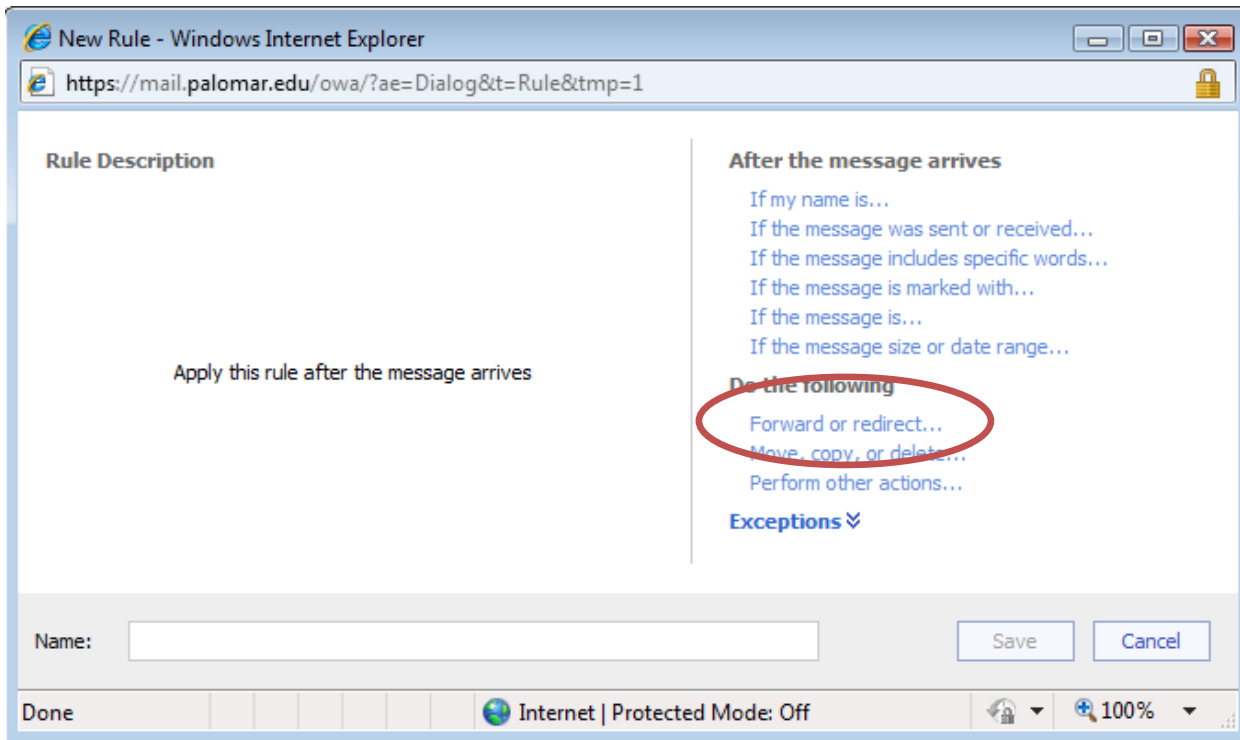 New Rule - Windows Internet Explorer
https://mail.palomar.edu/owa/?ae=Dialog&t=Rule&tmp=1
Rule Description
Apply this rule after the message arrives
After the message arrives
If my name is...
If the message was sent or received...
If the message includes specific words...
If the message is marked with...
If the message is...
If the message size or date range...
Do the following
Forward or redirect...
Move, copy, or delete...
Perform other actions...
Exceptions
Name:
Save
Cancel
Done
Internet | Protected Mode: Off
100%